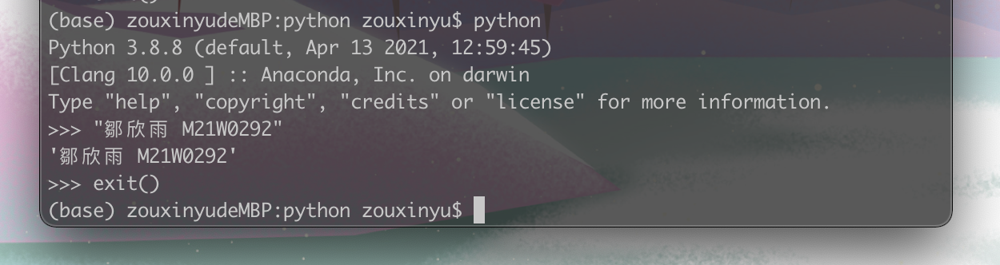 (base) zouxinyudeMBP:python zouxinyu$ python
Python 3.8.8 (default, Apr 13 2021, 12:59:45)
[Clang 10.0.0 ] :: Anaconda, Inc. on darwin
Type "help", "copyright", "credits" or "license" for more information.
>>> "鄒欣雨 M21W0292"
'鄒欣雨 M21W0292'
>>> exit()
(base) zouxinyudeMBP:python zouxinyu$